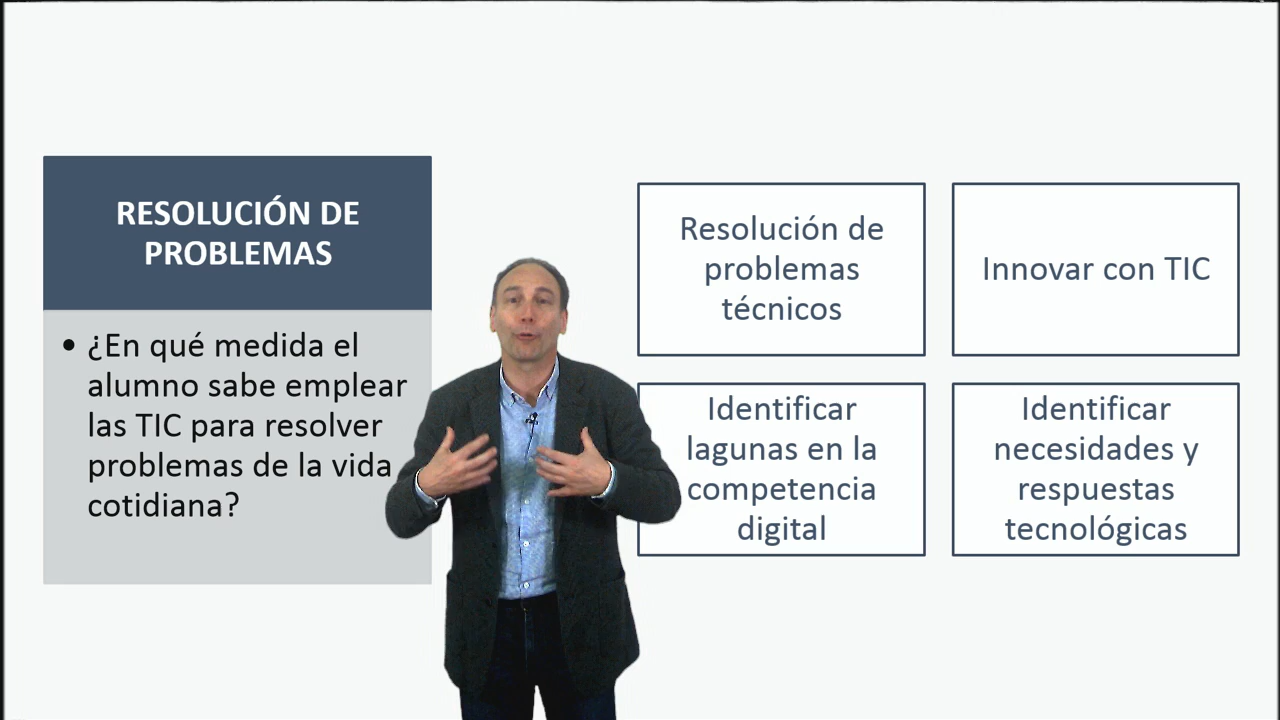 RESOLUCIÓN DE
PROBLEMAS
• ¿En qué medida el
alumno sabe emplear
las TIC para resolver
problemas de la vida
cotidiana?
Resolución de
problemas
técnicos
Innovar con TIC
Identificar
lagunas en la
competencia
digital
Identificar
necesidades y
respuestas
tecnológicas